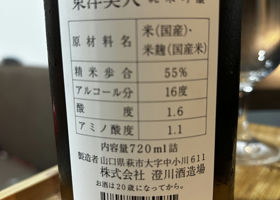 東洋美人 純米吟醸
原材料名 米(国産)・米麹(国産米)
精米歩合 55%
アルコール分 16度
酸度 1.6
アミノ酸度 1.1
内容量720ml詰
製造者 山口県萩市大字中小川611
株式会社 澄川酒造場
お酒は20歳になってから。